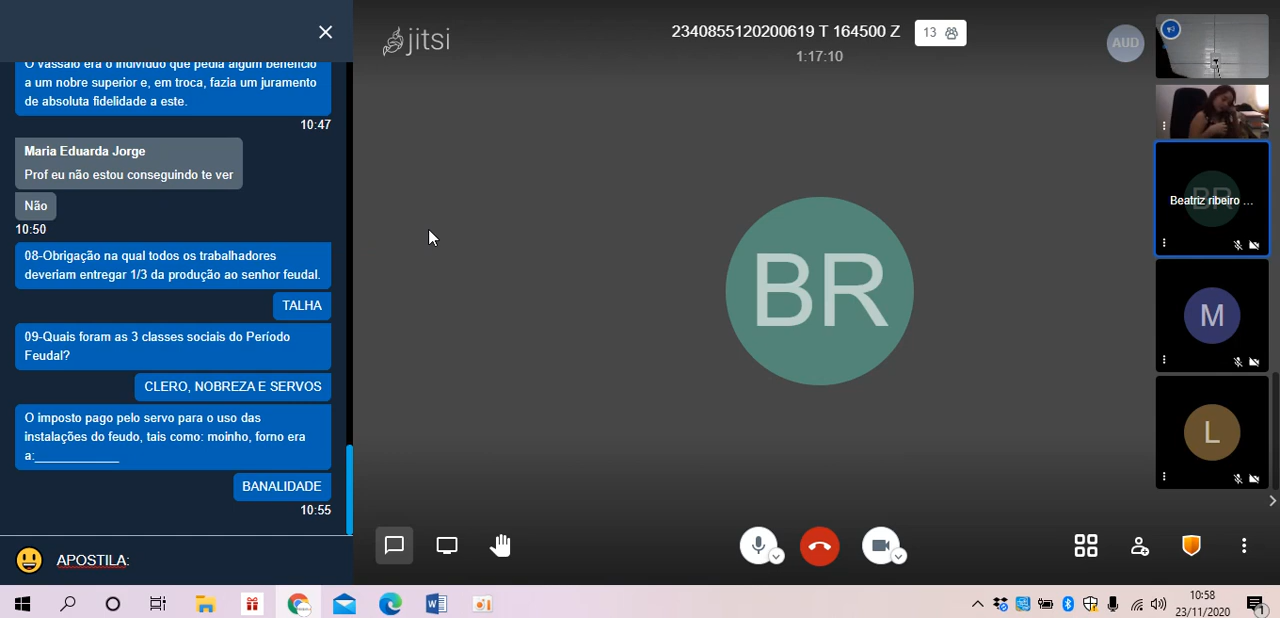 O vassalo era o indivíduo que pedia algum benefício
a um nobre superior e, em troca, fazia um juramento
de absoluta fidelidade a este.
10:47
Maria Eduarda Jorge
Prof eu não estou conseguindo te ver
Não
10:50
08-Obrigação na qual todos os trabalhadores
deveriam entregar 1/3 da produção ao senhor feudal.
TALHA
09-Quais foram as 3 classes sociais do Período
Feudal?
CLERO, NOBREZA E SERVOS
O imposto pago pelo servo para o uso das
instalações do feudo, tais como: moinho, forno era
a:_____________
BANALIDADE
10:55
APOSTILA:
jitsi
2340855120200619 T 164500 Z
13
1:17:10
BR
AUD
BR
Beatriz ribeiro ...
M
L
10:58
23/11/2020
1